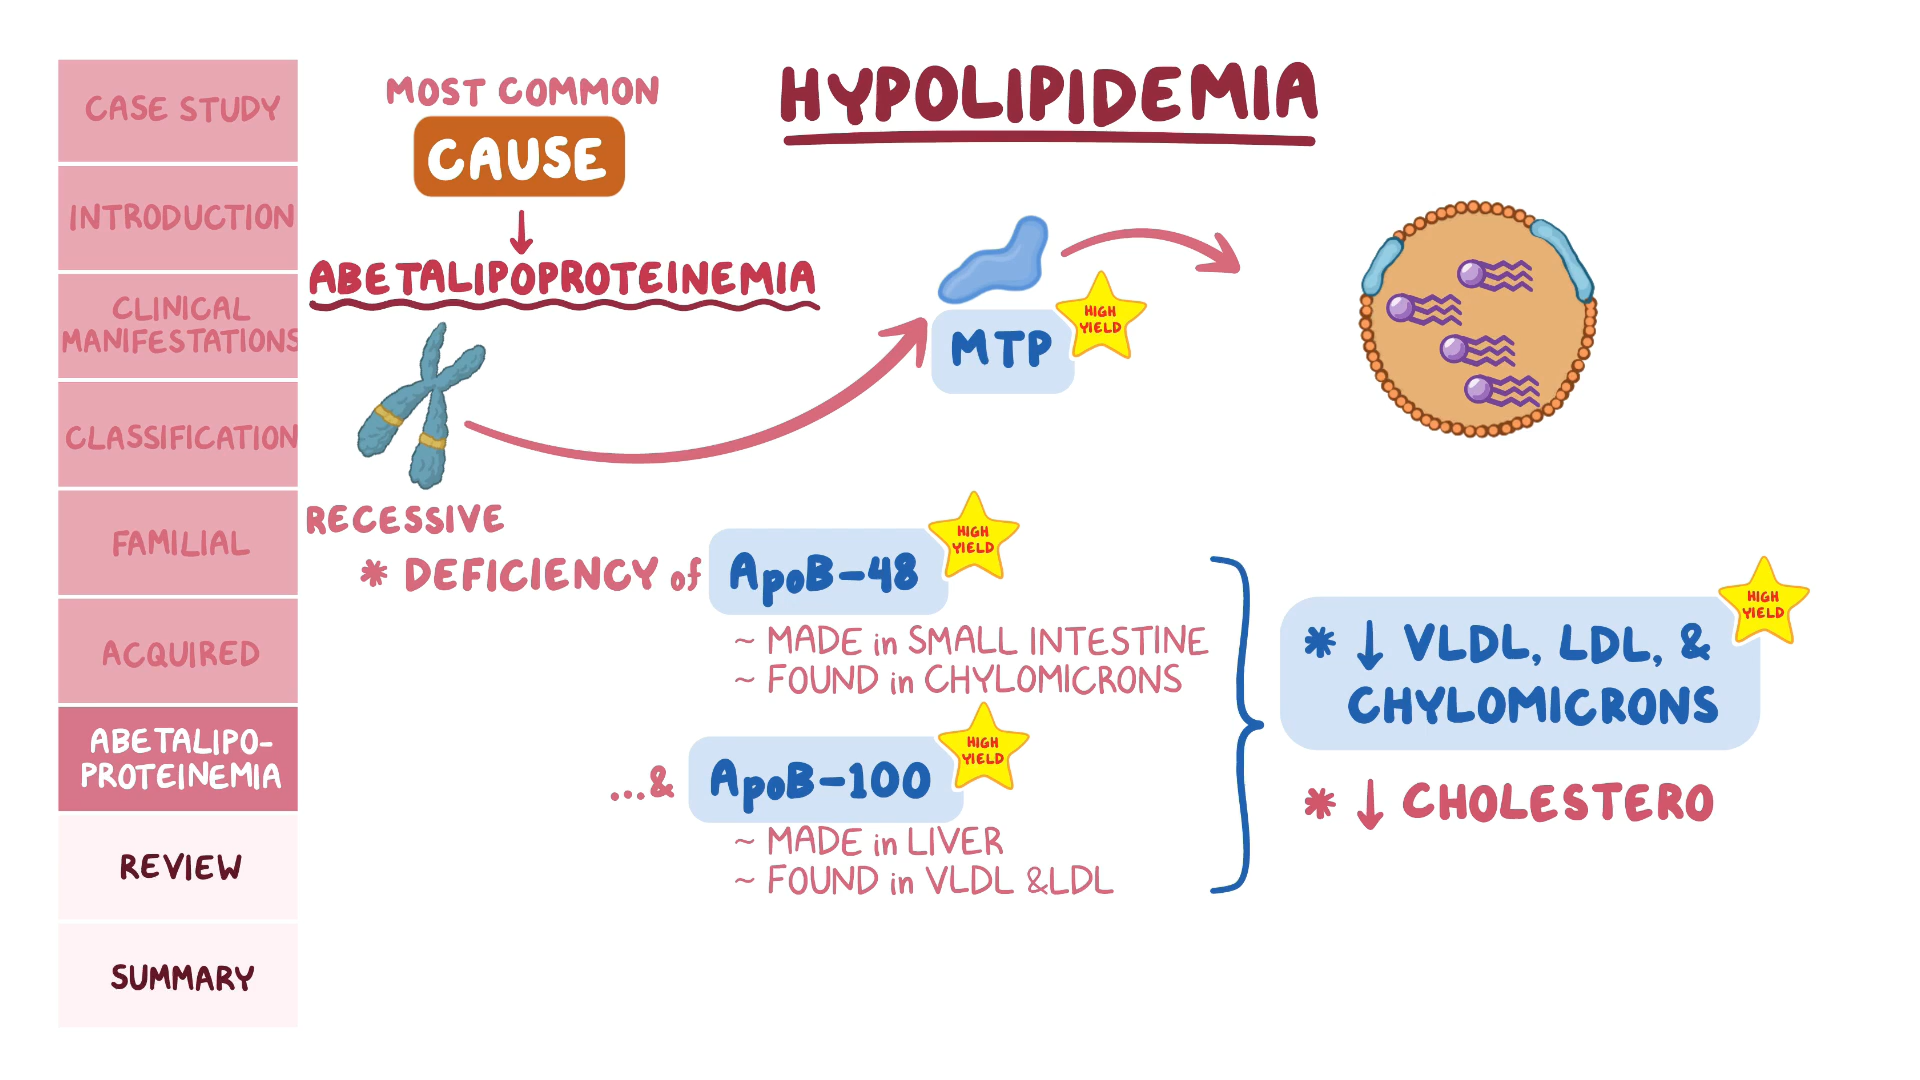 HYPOLIPIDEMIA
CASE STUDY
INTRODUCTION
CLINICAL
MANIFESTATIONS
CLASSIFICATION
FAMILIAL
ACQUIRED
ABETALIPO-
PROTEINEMIA
REVIEW
SUMMARY
MOST COMMON
CAUSE
↓
ABETALIPOPROTEINEMIA
RECESSIVE
MTP
HIGH
YIELD
* DEFICIENCY of ApoB-48
HIGH
YIELD
~ MADE in SMALL INTESTINE
~ FOUND in CHYLOMICRONS
...& ApoB-100
HIGH
YIELD
~ MADE in LIVER
~ FOUND in VLDL &LDL
* ↓ VLDL, LDL, &
CHYLOMICRONS
HIGH
YIELD
* ↓ CHOLESTERO